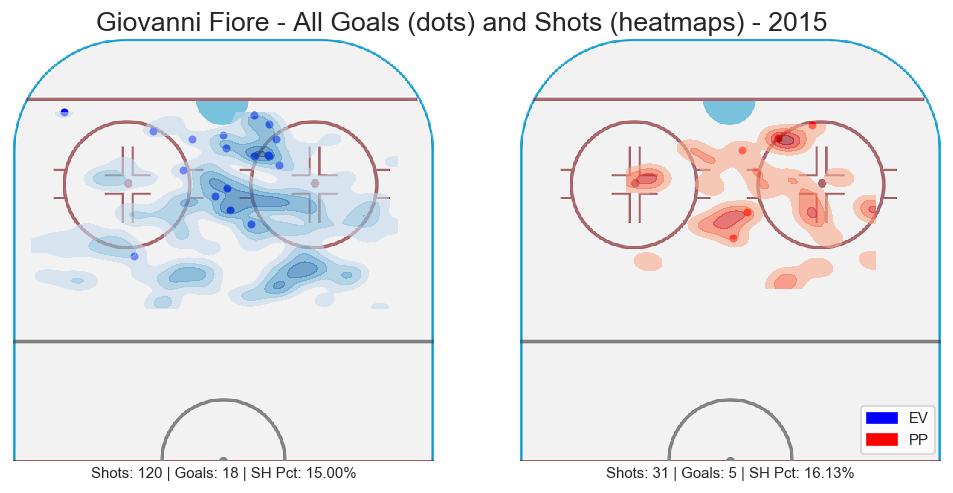 Giovanni Fiore - All Goals (dots) and Shots (heatmaps) - 2015
EV
PP
Shots: 120 | Goals: 18 | SH Pct: 15.00%
Shots: 31 | Goals: 5 | SH Pct: 16.13%